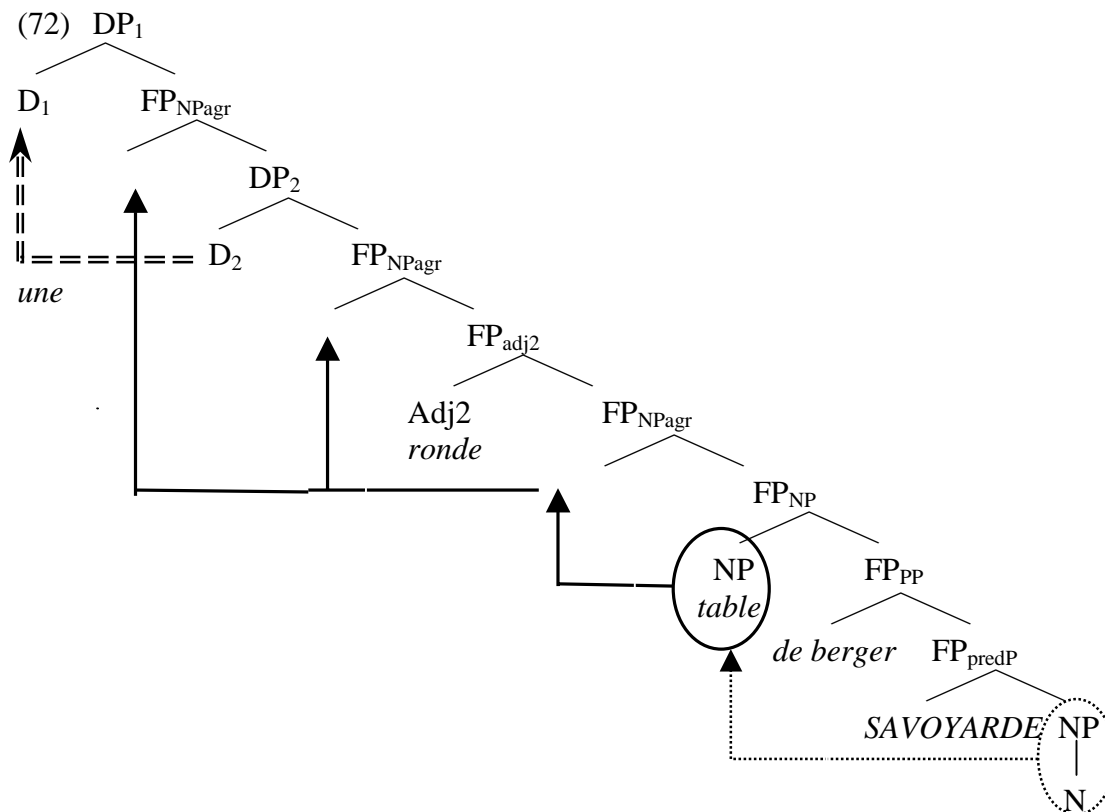 (72) DP1
D1 FPNPagr
DP2
D2 FPNPagr
une
FPadj2
Adj2 FPNPagr
ronde
FPNP
NP FPPP
table
de berger FPpredP
SAVOYARDE NP
N